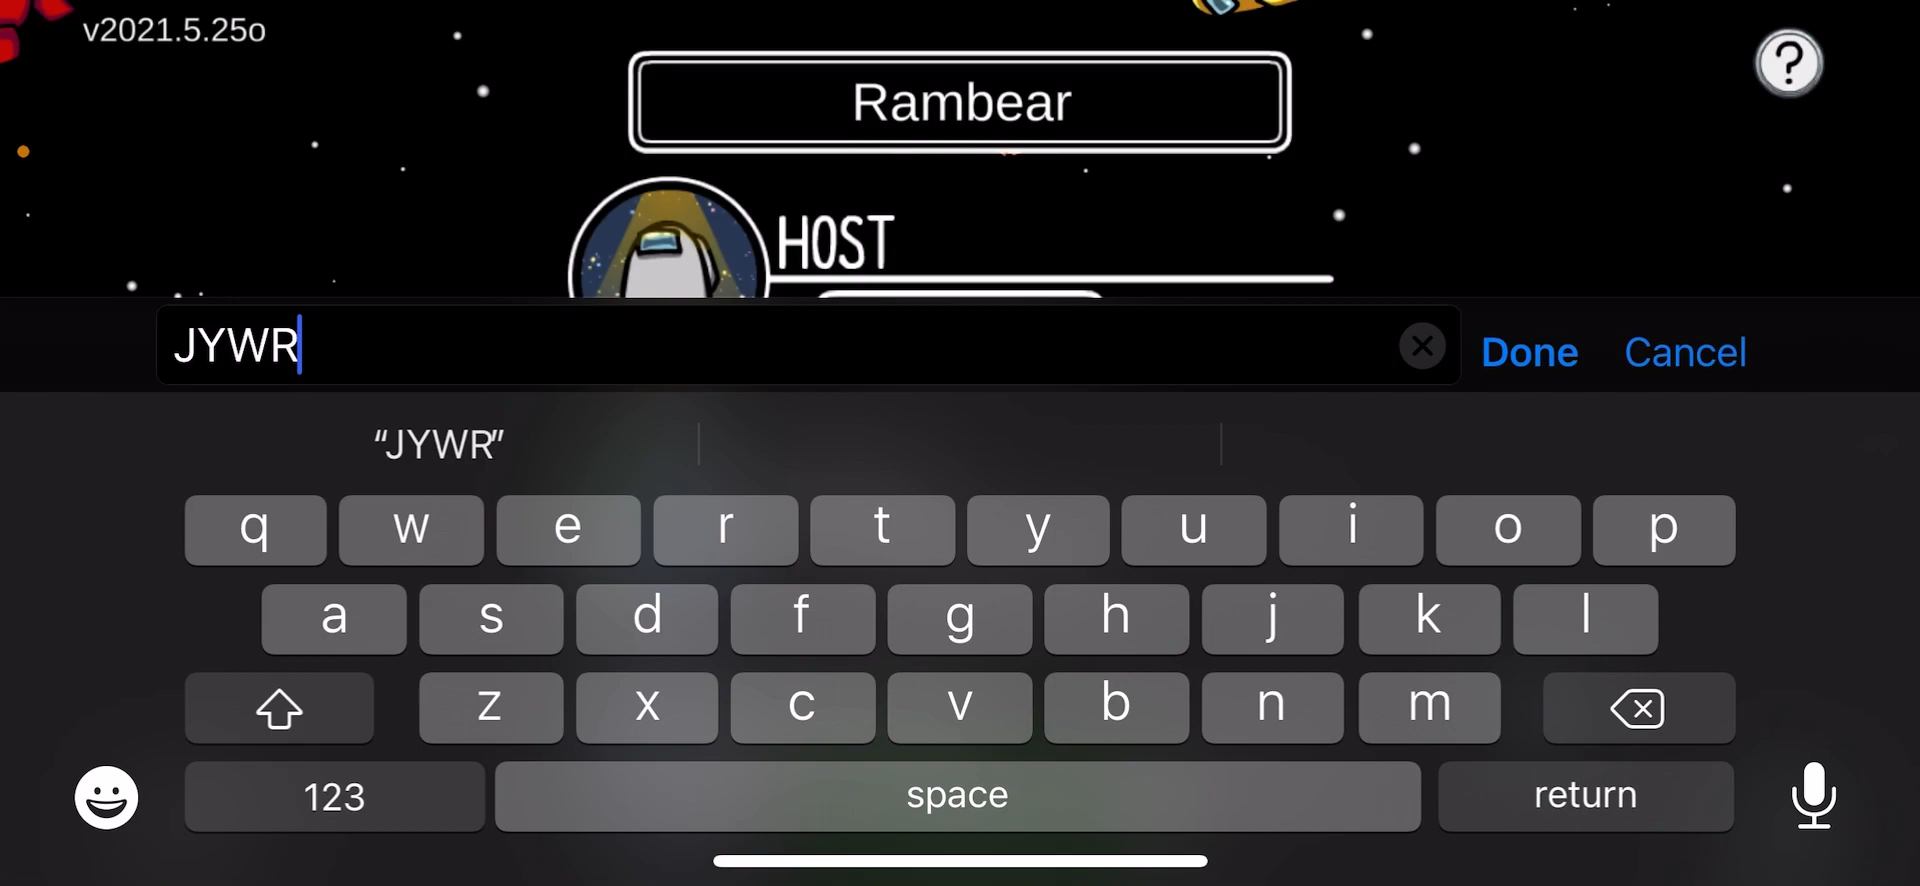 v2021.5.25o
Rambear
?
HOST
JYWR
Done
Cancel
“JYWR”
q w e r t y u i o p
a s d f g h j k l
z x c v b n m
123 space return